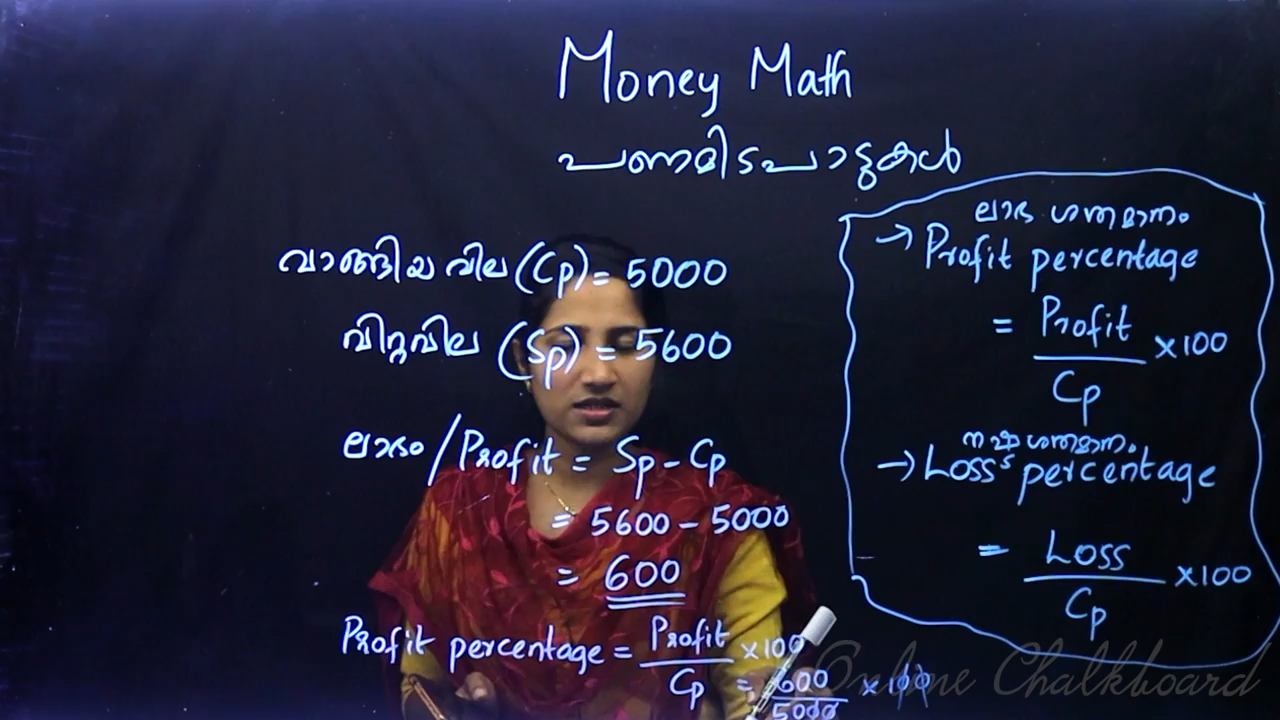 Money Math
പണമിടപാടുകൾ
വാങ്ങിയ വില (Cp) = 5000
വിറ്റവില (Sp) = 5600
ലാഭം / Profit = Sp - Cp
= 5600 - 5000
= 600
Profit percentage = Profit / Cp × 100
= 600 / 5000 × 100
ലാഭ ശതമാനം
→ Profit percentage
= Profit / Cp × 100
നഷ്ട ശതമാനം
→ Loss percentage
= Loss / Cp × 100
Online Chalkboard